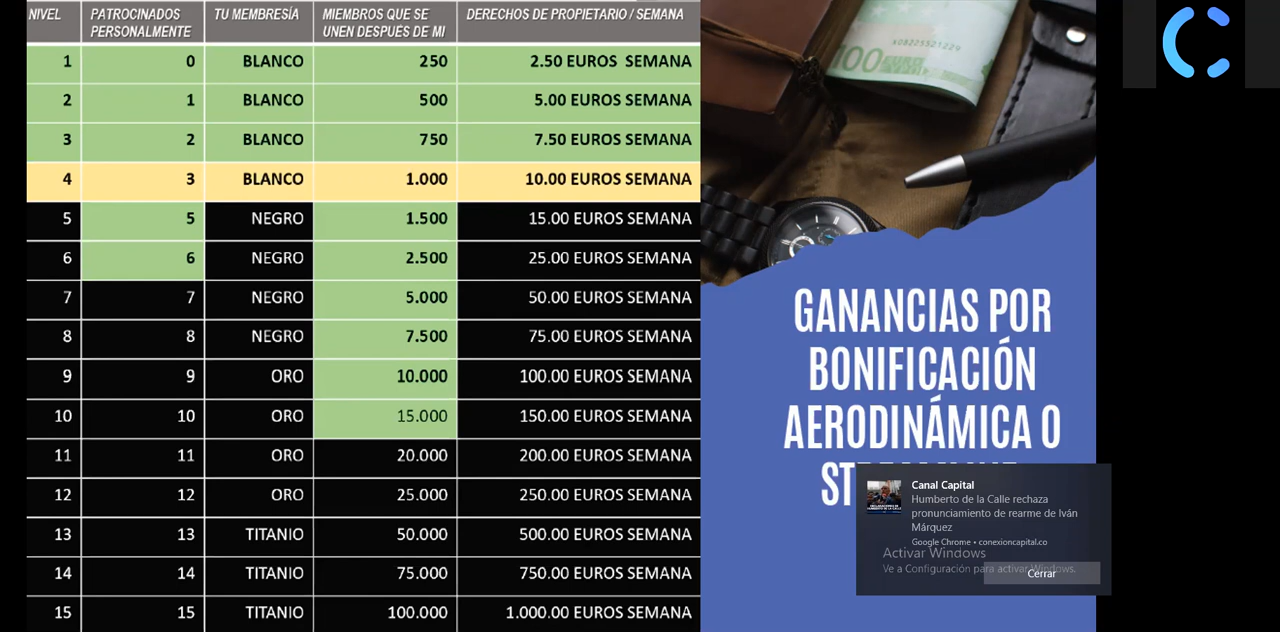 NIVEL PATROCINADOS PERSONALMENTE TU MEMBRESÍA MIEMBROS QUE SE UNEN DESPUÉS DE MI DERECHOS DE PROPIETARIO / SEMANA
1 0 BLANCO 250 2.50 EUROS SEMANA
2 1 BLANCO 500 5.00 EUROS SEMANA
3 2 BLANCO 750 7.50 EUROS SEMANA
4 3 BLANCO 1.000 10.00 EUROS SEMANA
5 5 NEGRO 1.500 15.00 EUROS SEMANA
6 6 NEGRO 2.500 25.00 EUROS SEMANA
7 7 NEGRO 5.000 50.00 EUROS SEMANA
8 8 NEGRO 7.500 75.00 EUROS SEMANA
9 9 ORO 10.000 100.00 EUROS SEMANA
10 10 ORO 15.000 150.00 EUROS SEMANA
11 11 ORO 20.000 200.00 EUROS SEMANA
12 12 ORO 25.000 250.00 EUROS SEMANA
13 13 TITANIO 50.000 500.00 EUROS SEMANA
14 14 TITANIO 75.000 750.00 EUROS SEMANA
15 15 TITANIO 100.000 1.000.00 EUROS SEMANA
100 EURO
GANANCIAS POR
BONIFICACIÓN
AERODINÁMICA O
Canal Capital
Humberto de la Calle rechaza
pronunciamiento de rearme de Iván
Márquez
Google Chrome • conexioncapital.co
Activar Windows
Ve a Configuración para activar Windows.
Cerrar